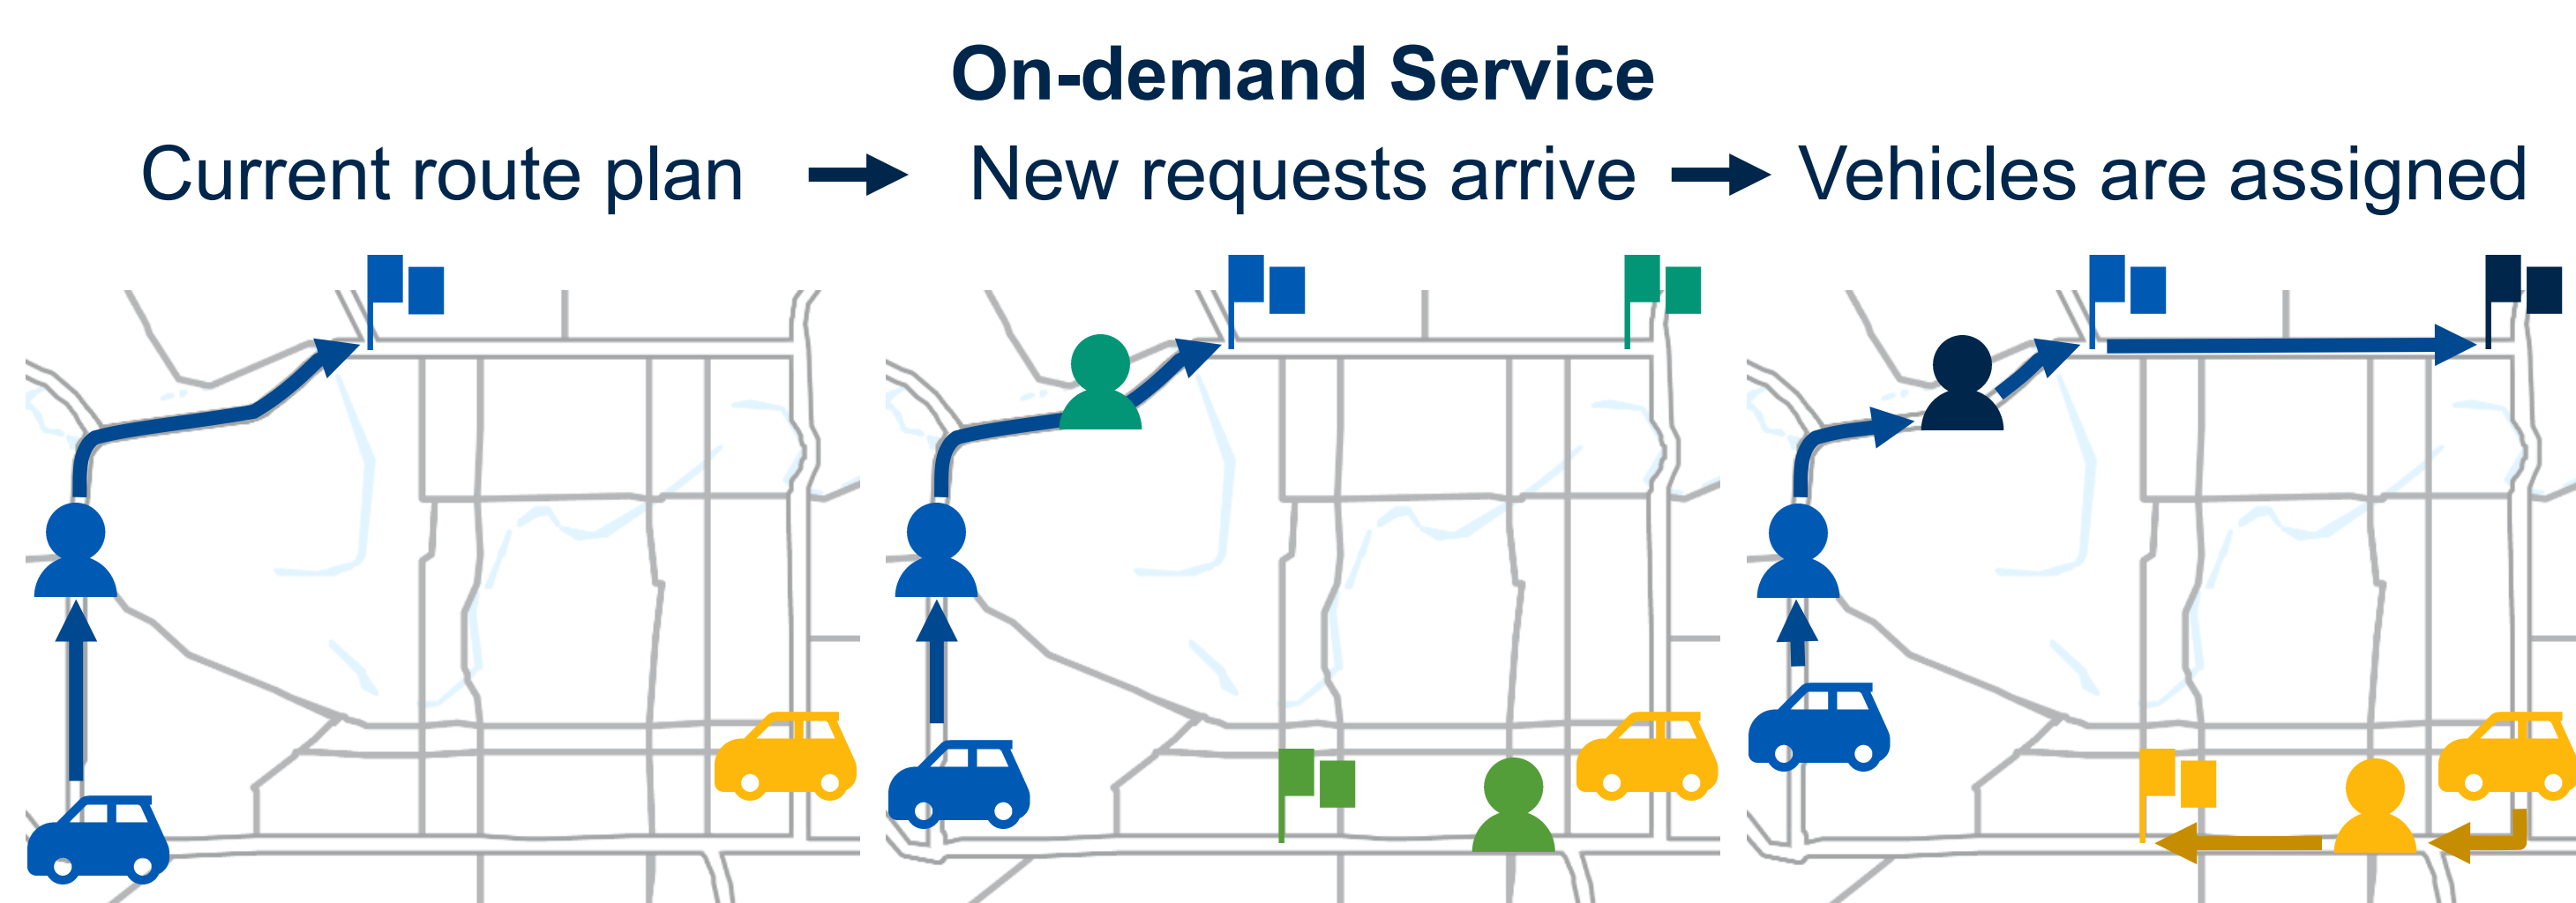 On-demand Service
Current route plan
New requests arrive
Vehicles are assigned